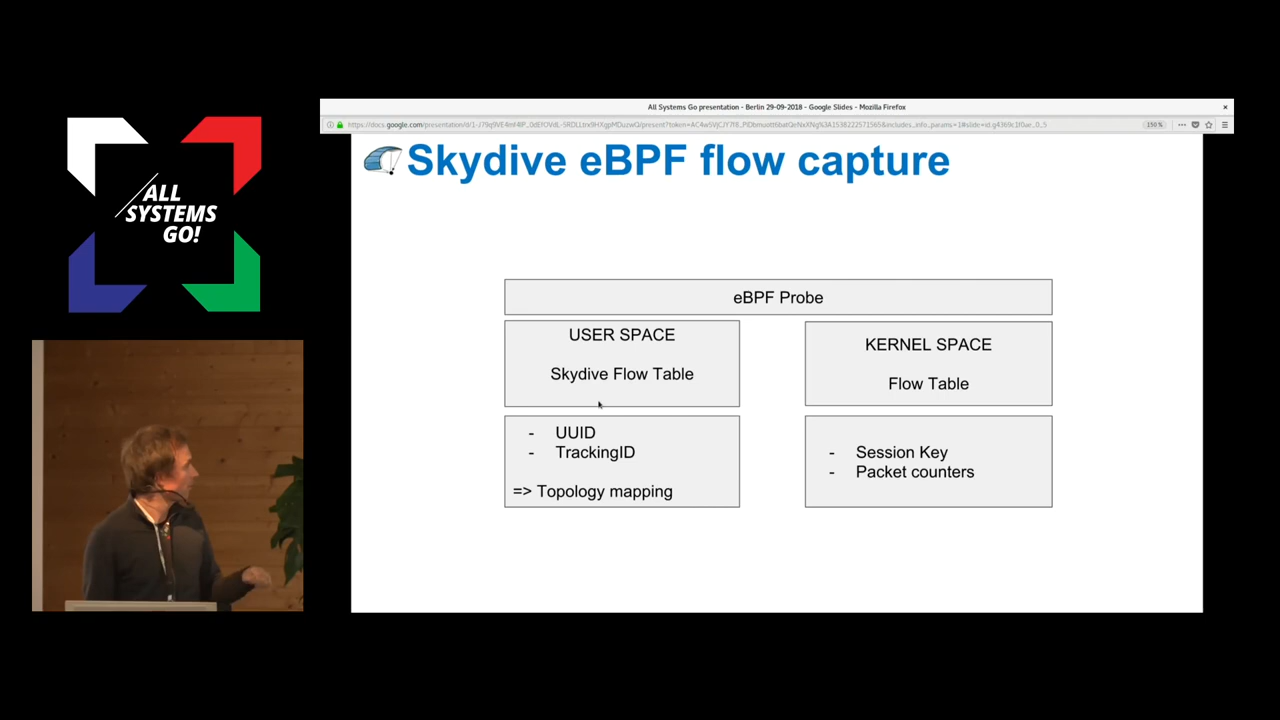 All Systems Go presentation - Berlin 29-09-2018 - Google Slides - Mozilla Firefox
150 %
Skydive eBPF flow capture
ALL
SYSTEMS
GO!
eBPF Probe
USER SPACE
Skydive Flow Table
KERNEL SPACE
Flow Table
- UUID
- TrackingID
=> Topology mapping
- Session Key
- Packet counters